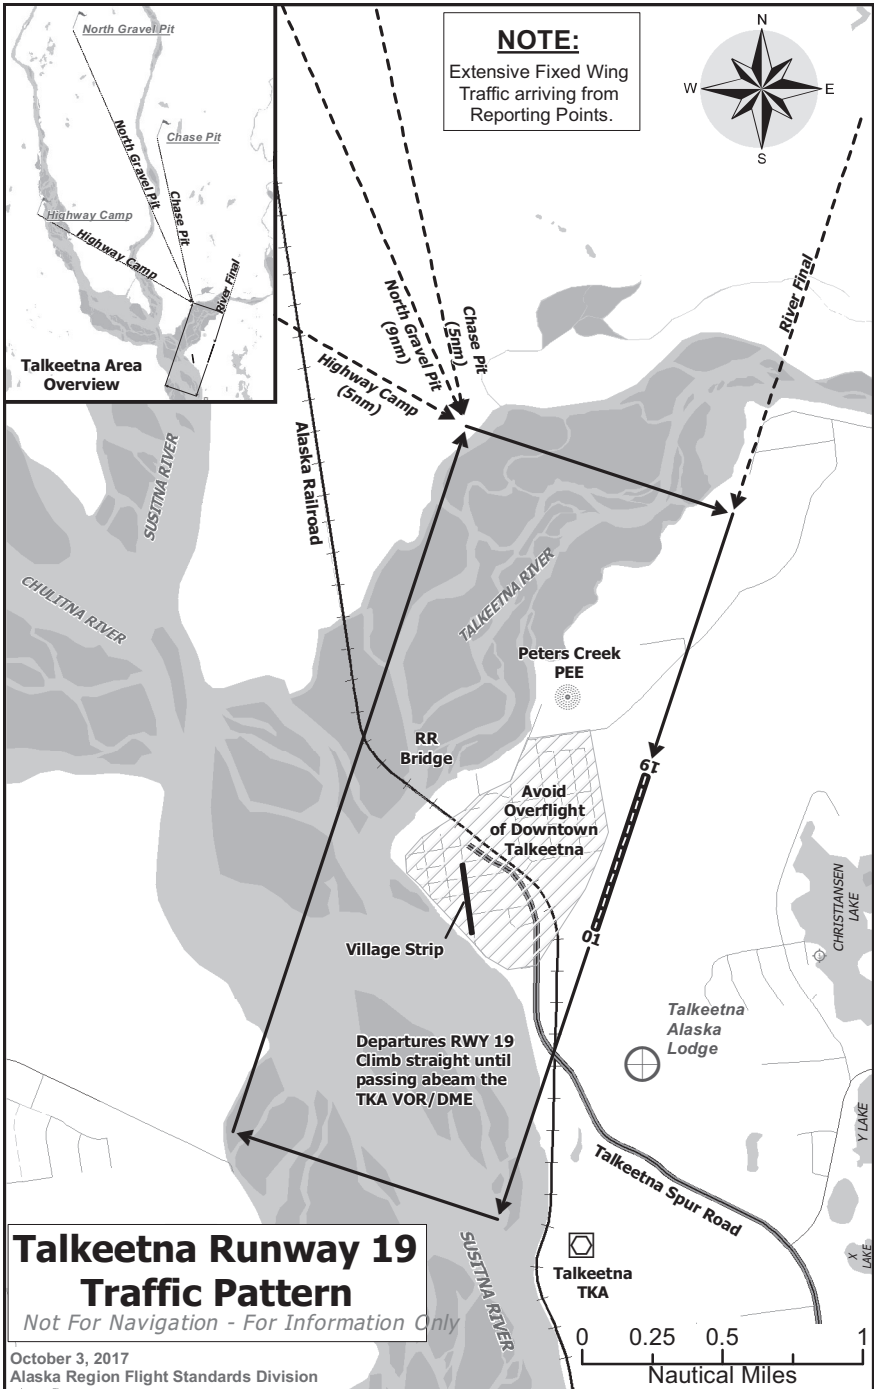 North Gravel Pit
Chase Pit
Highway Camp
North Gravel Pit
Chase Pit
Highway Camp
River Final
Talkeetna Area
Overview
NOTE:
Extensive Fixed Wing
Traffic arriving from
Reporting Points.
N
W
E
S
River Final
North Gravel Pit
(9nm)
Chase Pit
(5nm)
Highway Camp
(5nm)
Alaska Railroad
SUSITNA RIVER
CHULITNA RIVER
TALKEETNA RIVER
Peters Creek
PEE
RR
Bridge
19
Avoid
Overflight
of Downtown
Talkeetna
01
Village Strip
CHRISTIANSEN
LAKE
Talkeetna
Alaska
Lodge
Departures RWY 19
Climb straight until
passing abeam the
TKA VOR/DME
Y LAKE
Talkeetna Spur Road
X
LAKE
Talkeetna
TKA
SUSITNA RIVER
Talkeetna Runway 19
Traffic Pattern
Not For Navigation - For Information Only
0 0.25 0.5 1
Nautical Miles
October 3, 2017
Alaska Region Flight Standards Division